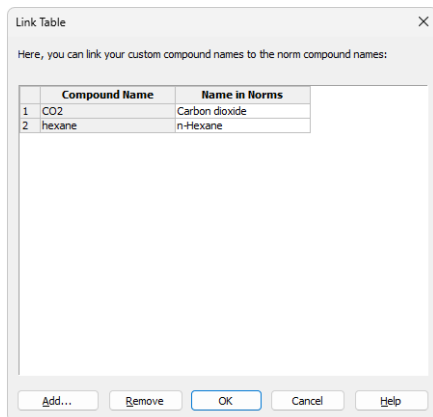 Link Table
Here, you can link your custom compound names to the norm compound names:
Compound Name Name in Norms
1 CO2 Carbon dioxide
2 hexane n-Hexane
Add... Remove OK Cancel Help